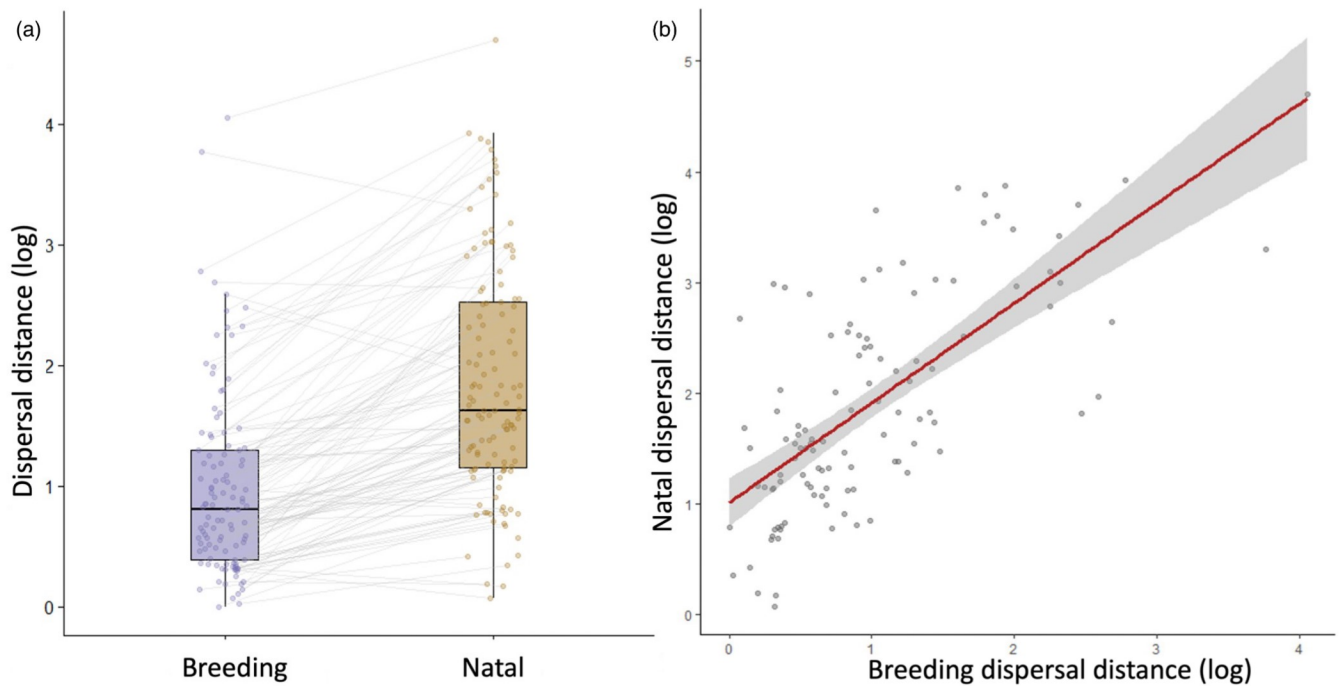 (a)
Dispersal distance (log)
4
3
2
1
0
Breeding
Natal
(b)
Natal dispersal distance (log)
5
4
3
2
1
0
0
1
2
3
4
Breeding dispersal distance (log)